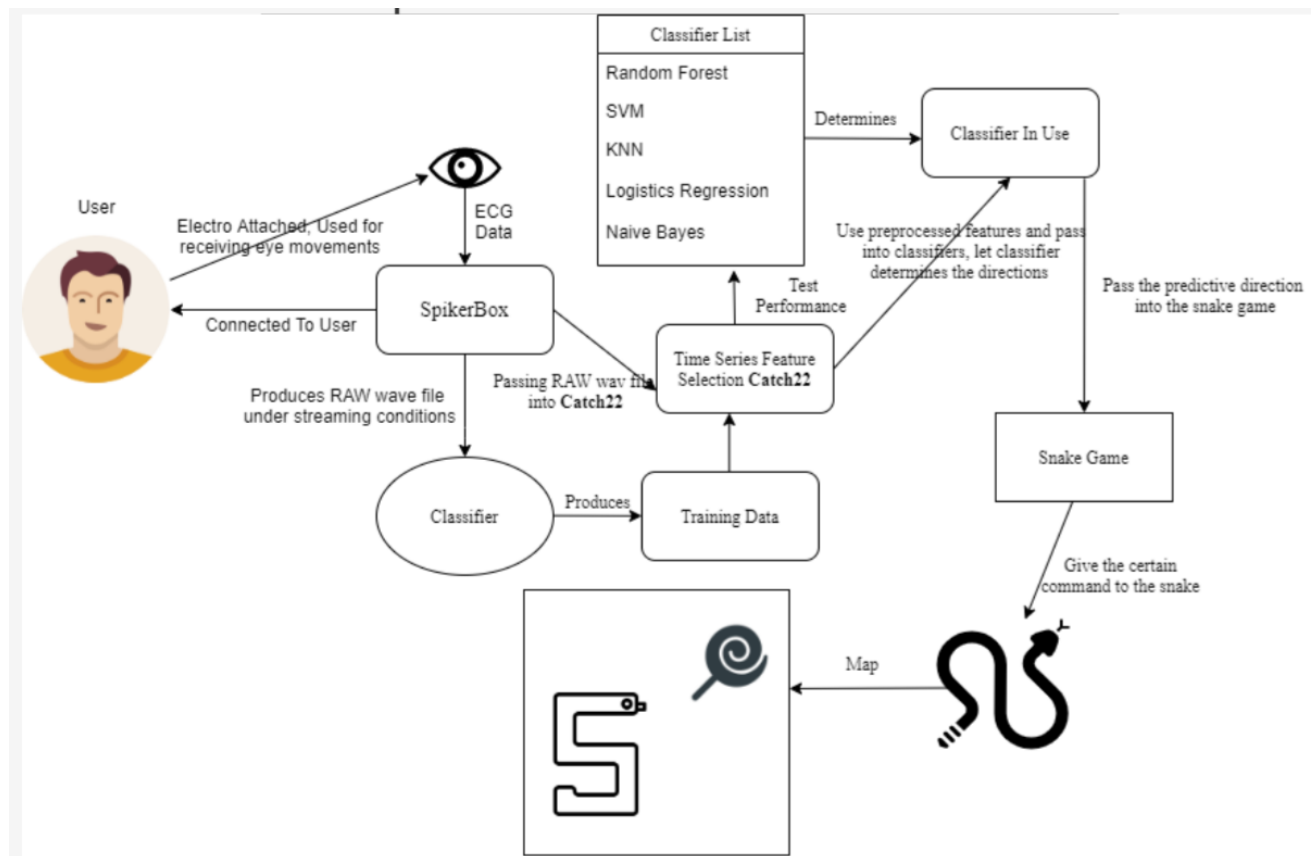 Classifier List
Random Forest
SVM
KNN
Logistics Regression
Naive Bayes
Determines
Classifier In Use
User
Electro Attached, Used for
receiving eye movements
ECG
Data
SpikerBox
Connected To User
Produces RAW wave file
under streaming conditions
Passing RAW wav file
into Catch22
Test
Performance
Time Series Feature
Selection Catch22
Use preprocessed features and pass
into classifiers, let classifier
determines the directions
Pass the predictive direction
into the snake game
Snake Game
Classifier
Produces
Training Data
Give the certain
command to the snake
Map